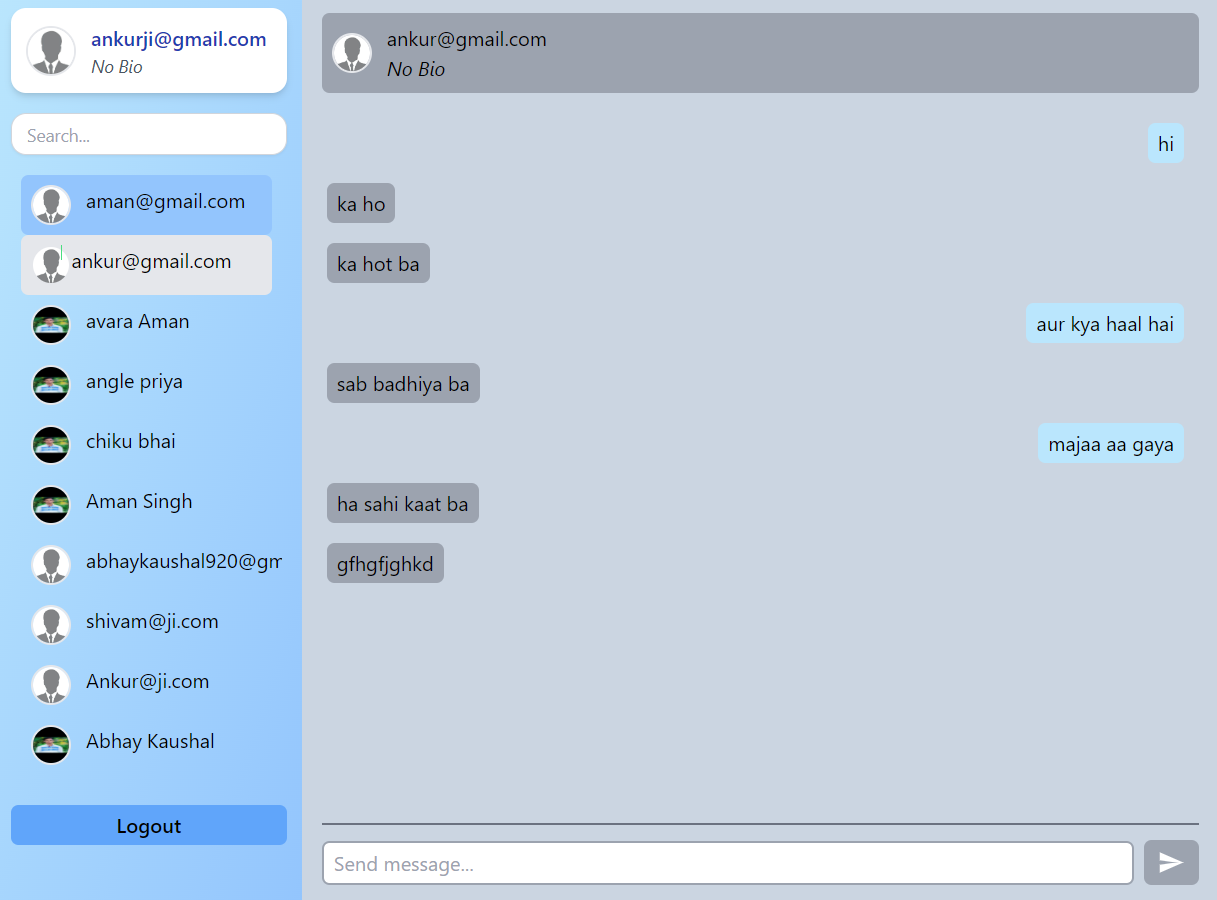 ankurji@gmail.com
No Bio
Search...
aman@gmail.com
ankur@gmail.com
avara Aman
angle priya
chiku bhai
Aman Singh
abhaykaushal920@gm
shivam@ji.com
Ankur@ji.com
Abhay Kaushal
Logout
ankur@gmail.com
No Bio
hi
ka ho
ka hot ba
aur kya haal hai
sab badhiya ba
majaa aa gaya
ha sahi kaat ba
gfhgfjghkd
Send message...